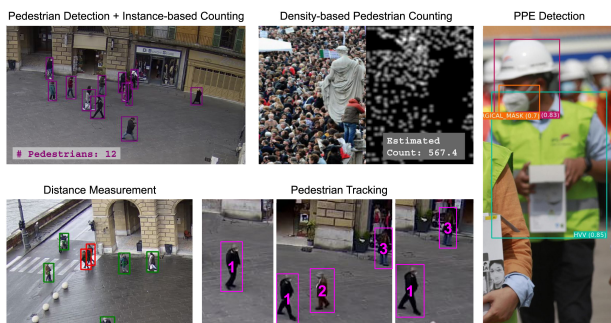 Pedestrian Detection + Instance-based Counting
Density-based Pedestrian Counting
PPE Detection
# Pedestrians: 12
Estimated
Count: 567.4
GICAL_MASK (0.7) (0.83)
HVV (0.85)
Distance Measurement
Pedestrian Tracking
1
1
2
3
1
3